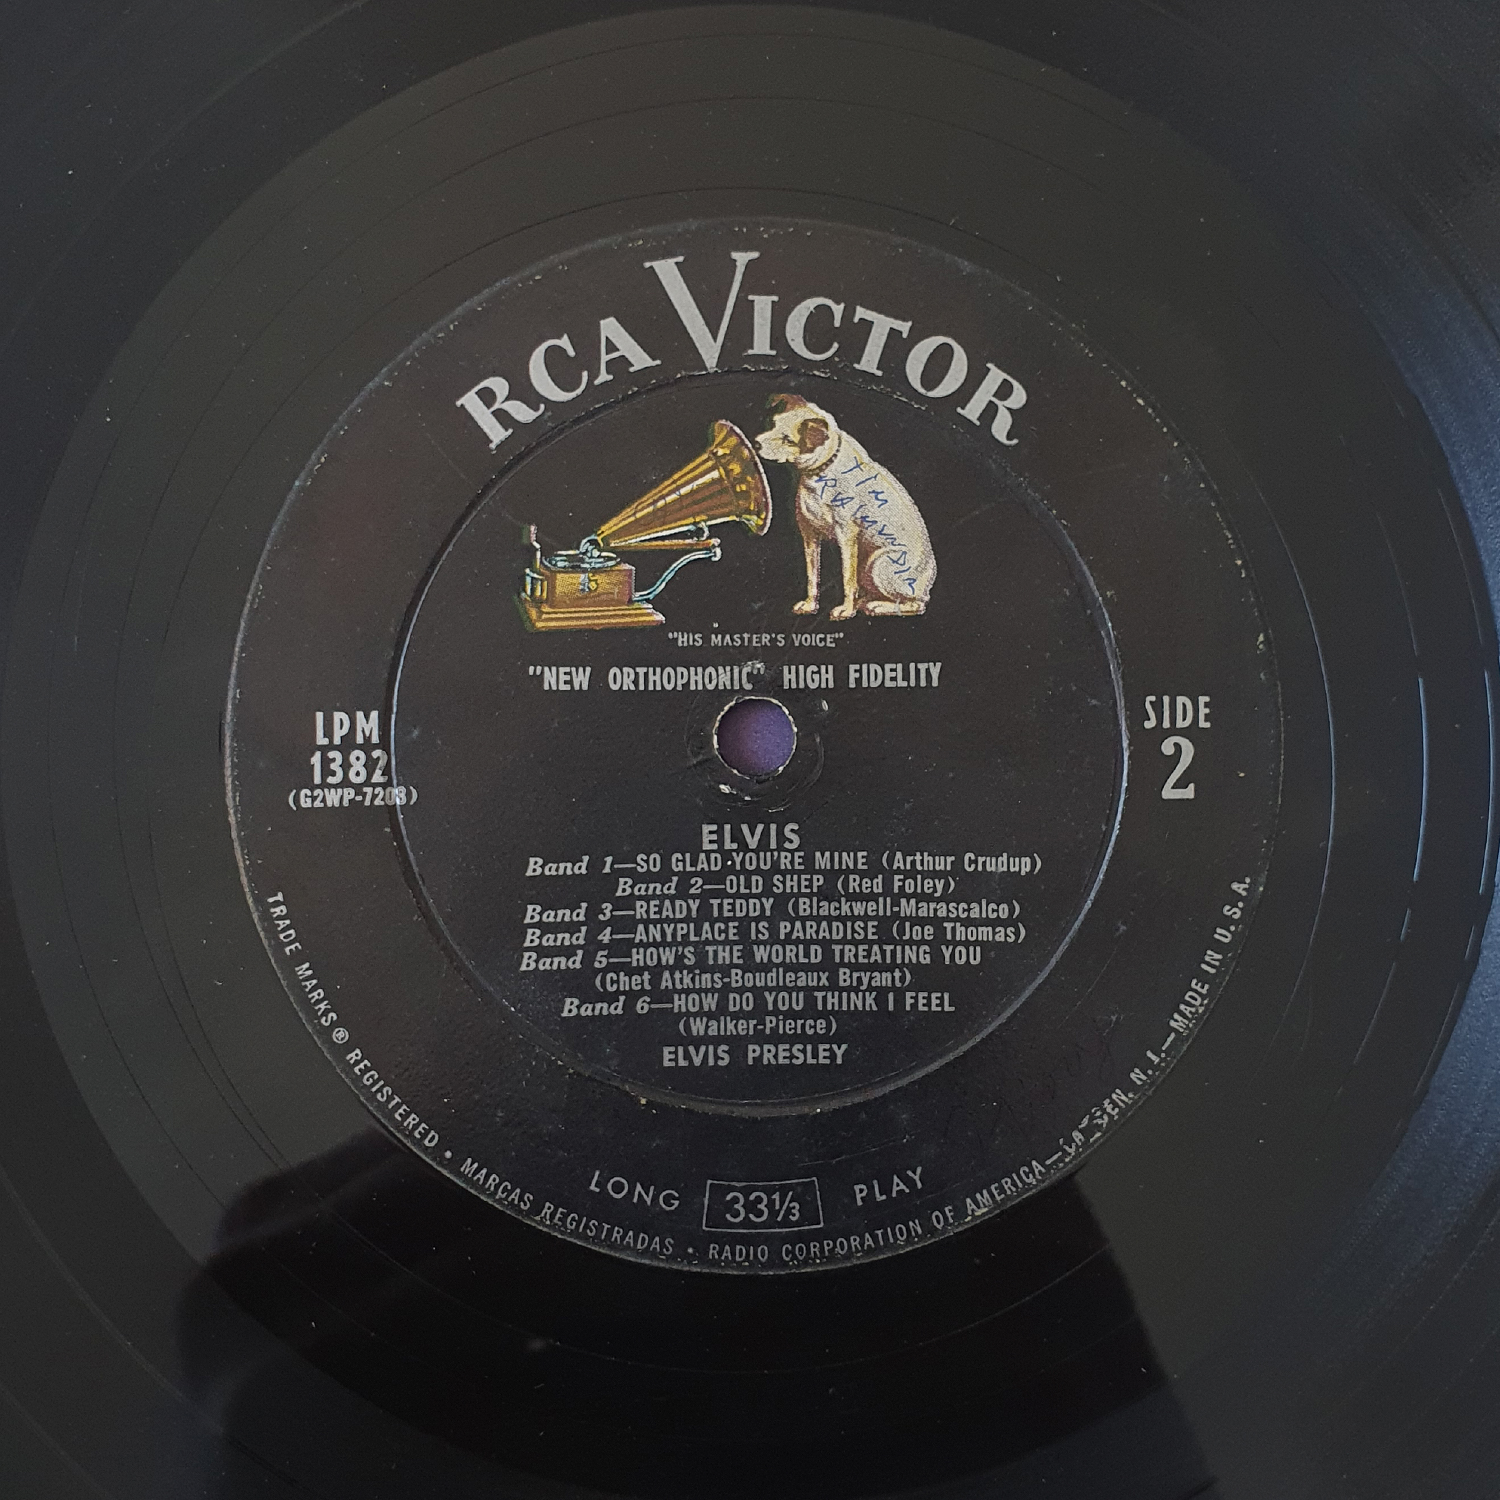 RCA VICTOR
TIM
"HIS MASTER'S VOICE"
"NEW ORTHOPHONIC" HIGH FIDELITY
LPM
1382
(G2WP-7208)
SIDE
2
ELVIS
Band 1—SO GLAD YOU'RE MINE (Arthur Crudup)
Band 2—OLD SHEP (Red Foley)
Band 3—READY TEDDY (Blackwell-Marascalco)
Band 4—ANYPLACE IS PARADISE (Joe Thomas)
Band 5—HOW'S THE WORLD TREATING YOU
(Chet Atkins-Boudleaux Bryant)
Band 6—HOW DO YOU THINK I FEEL
(Walker-Pierce)
ELVIS PRESLEY
LONG 33⅓ PLAY
TRADE MARKS ® REGISTERED • MARCAS REGISTRADAS • RADIO CORPORATION OF AMERICA—CAMDEN, N. J.—MADE IN U. S. A.